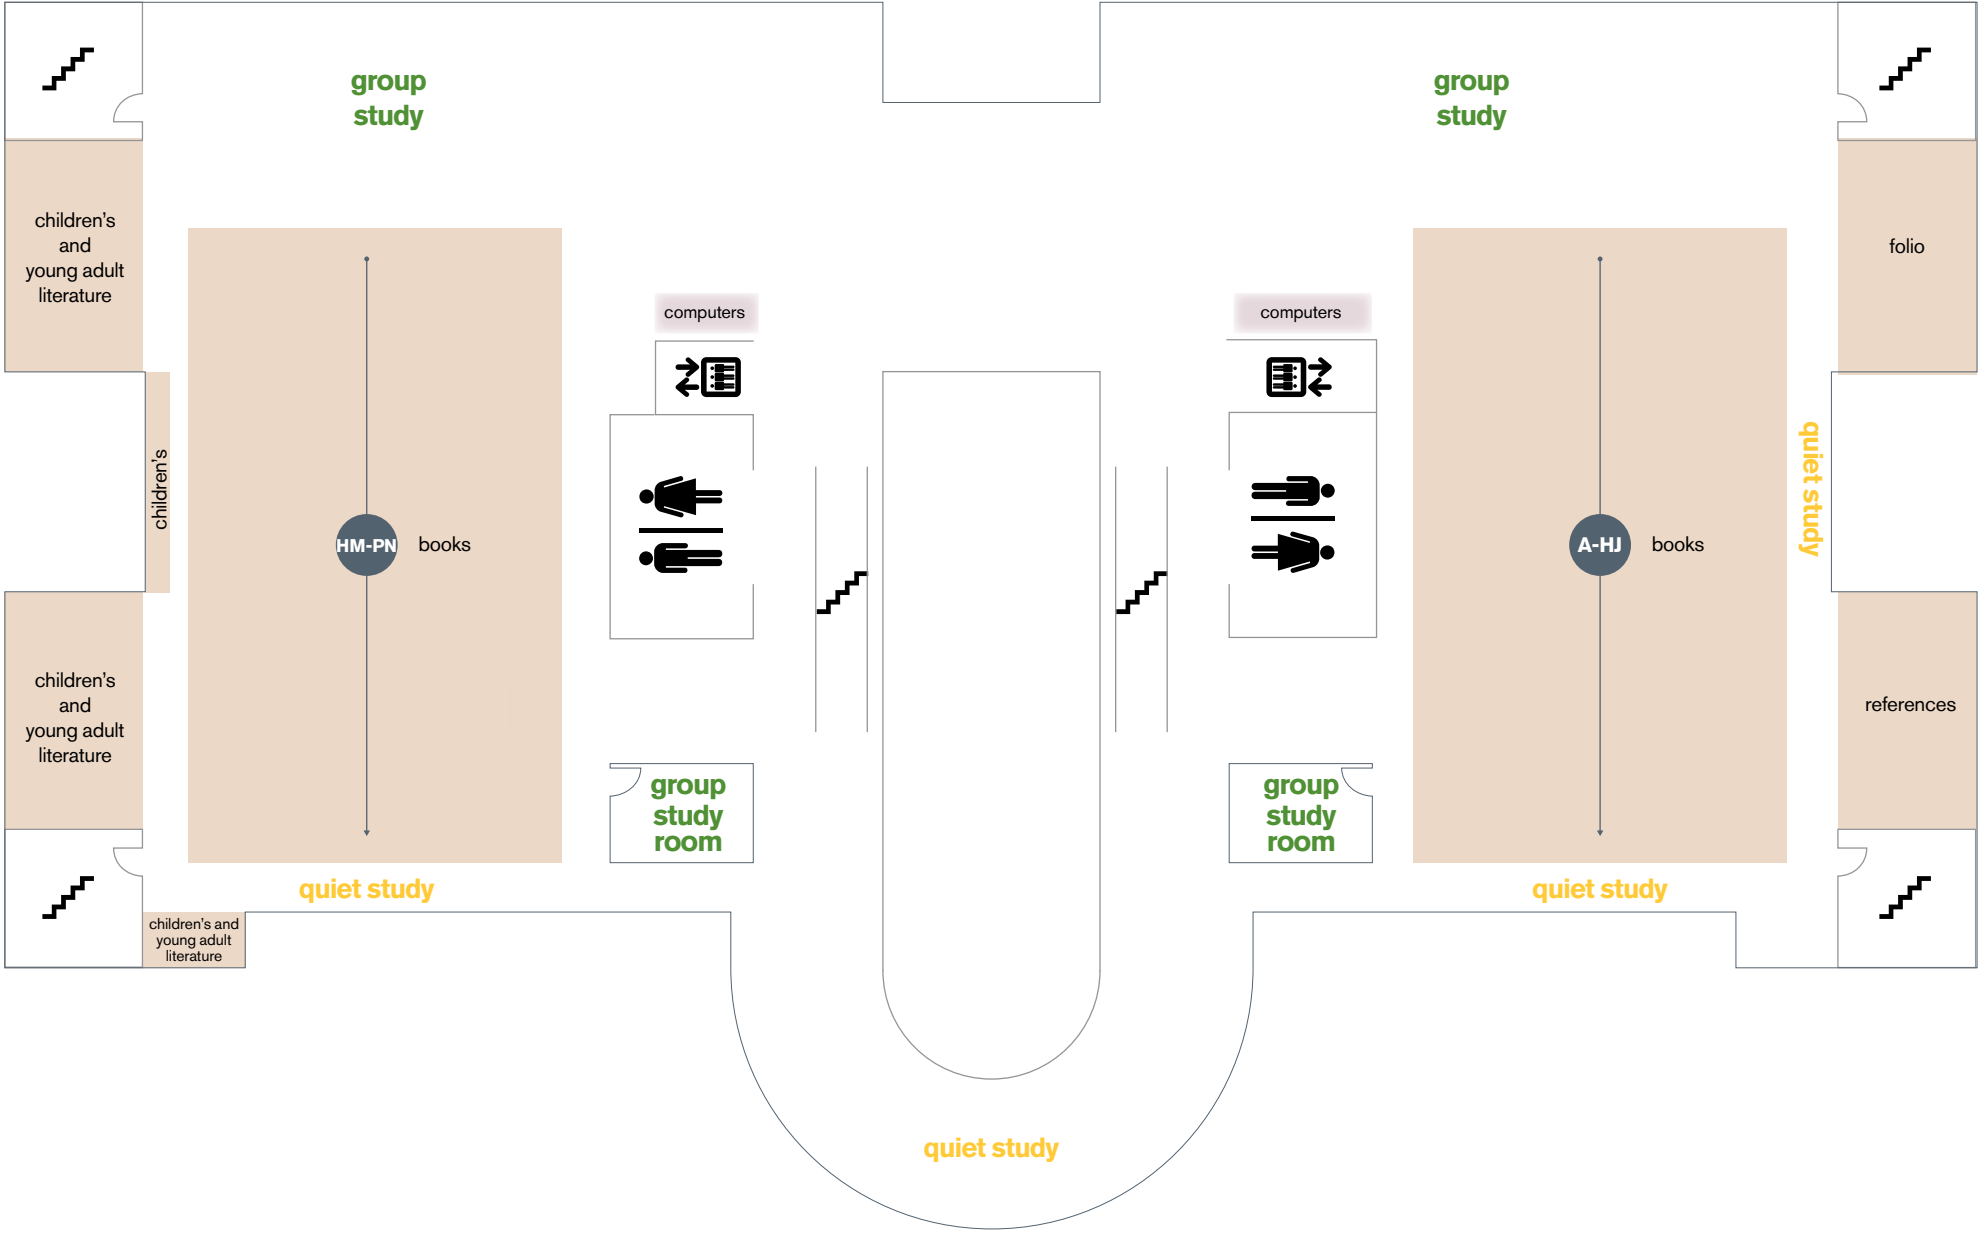 group
study
group
study
children's
and
young adult
literature
folio
computers
computers
children's
HM-PN
books
A-HJ
books
quiet study
children's
and
young adult
literature
references
group
study
room
group
study
room
quiet study
quiet study
children's and
young adult
literature
quiet study